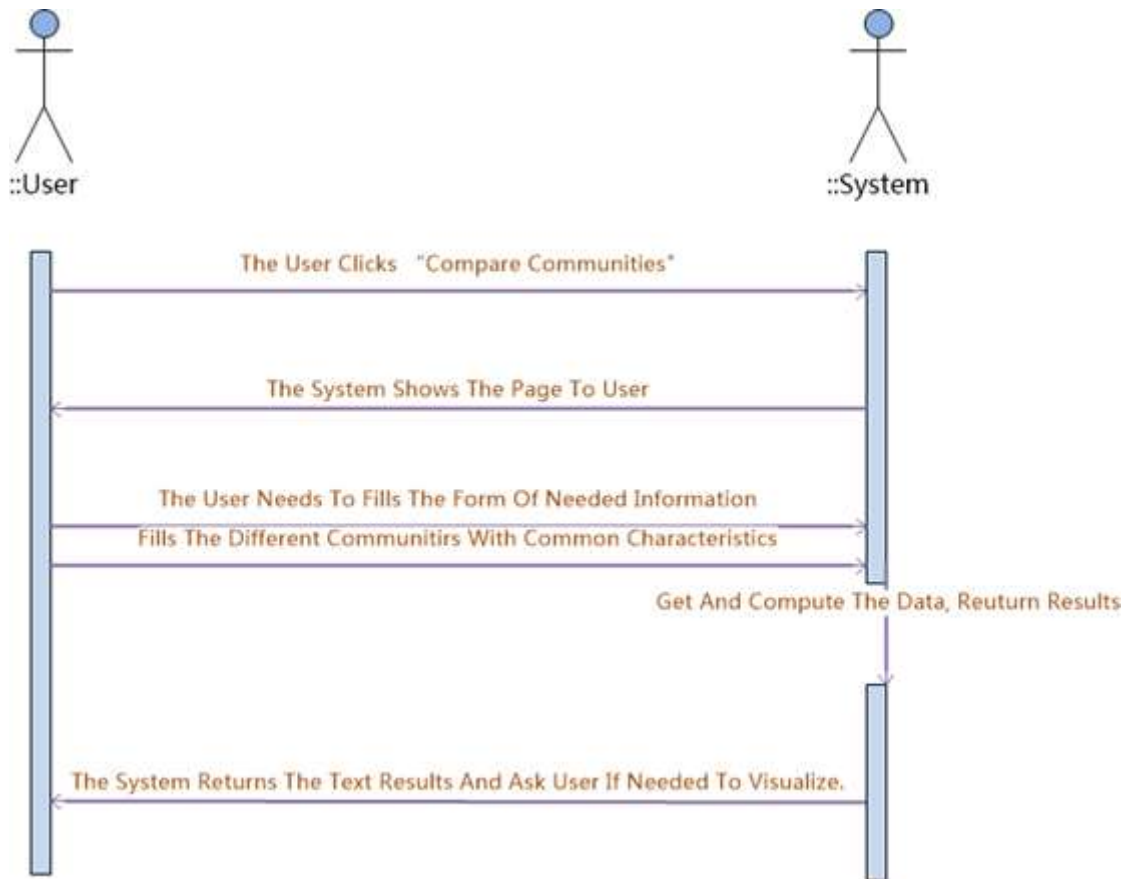 ::User
::System
The User Clicks “Compare Communities”
The System Shows The Page To User
The User Needs To Fills The Form Of Needed Information
Fills The Different Communitirs With Common Characteristics
Get And Compute The Data, Reuturn Results
The System Returns The Text Results And Ask User If Needed To Visualize.